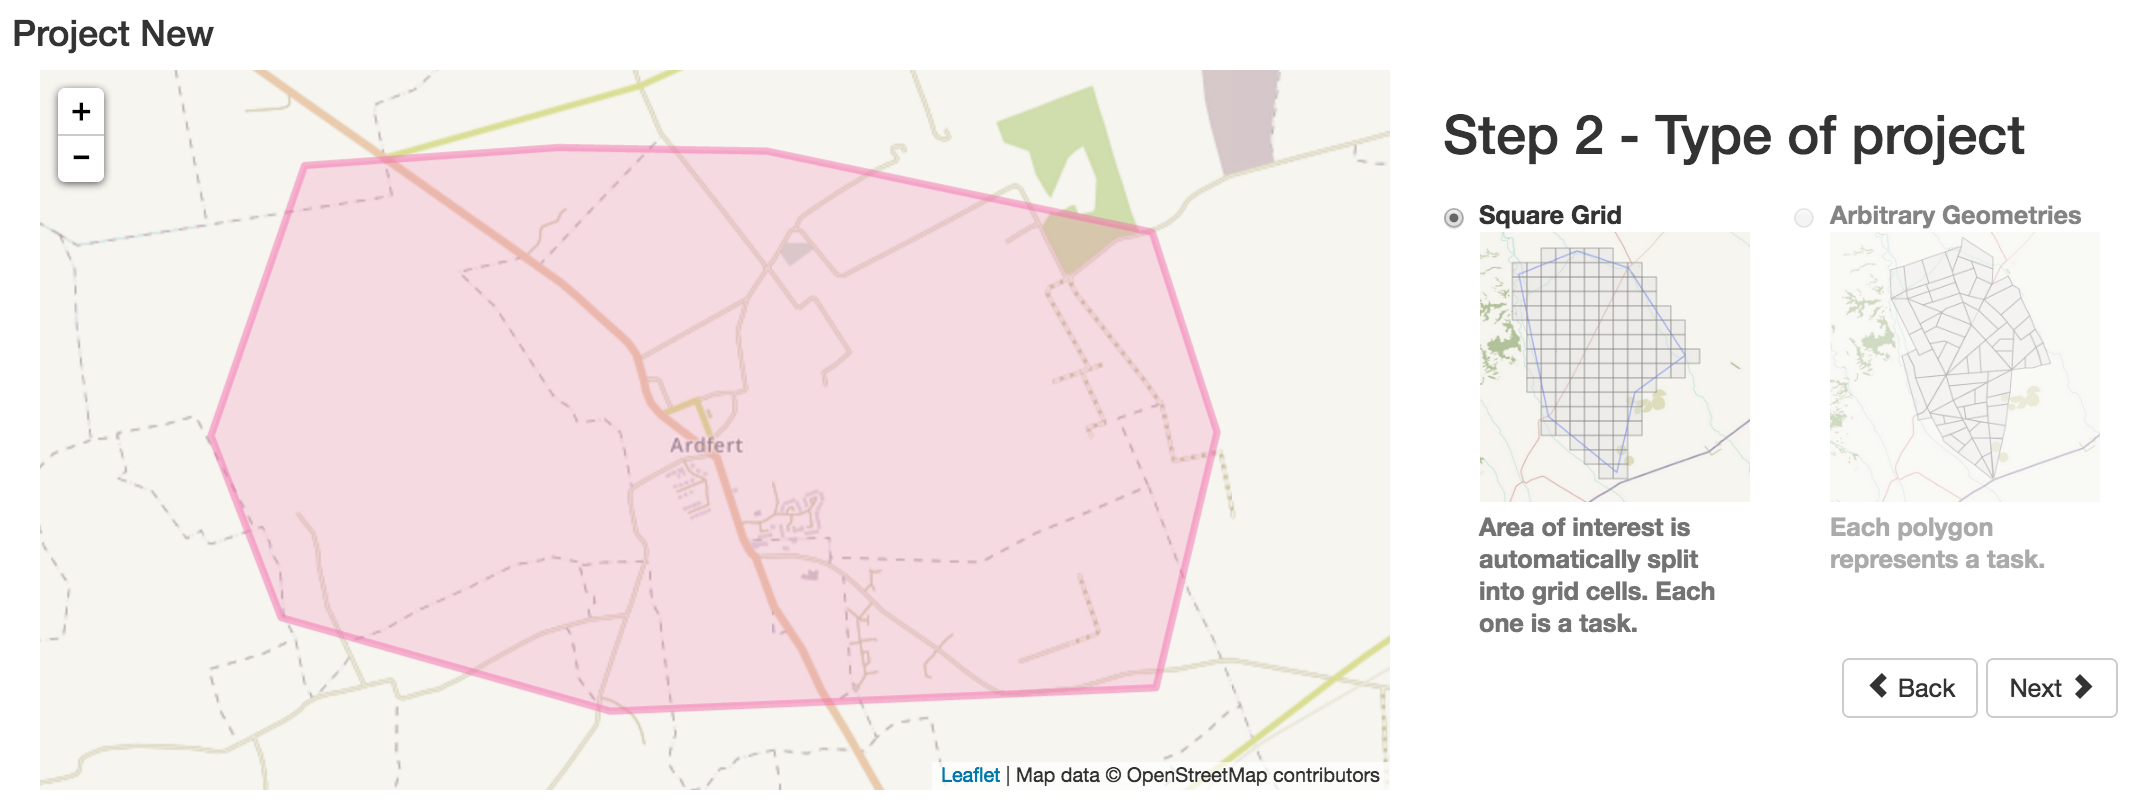 Project New
+
−
Ardfert
Leaflet | Map data © OpenStreetMap contributors
Step 2 - Type of project
Square Grid
Area of interest is
automatically split
into grid cells. Each
one is a task.
Arbitrary Geometries
Each polygon
represents a task.
Back
Next